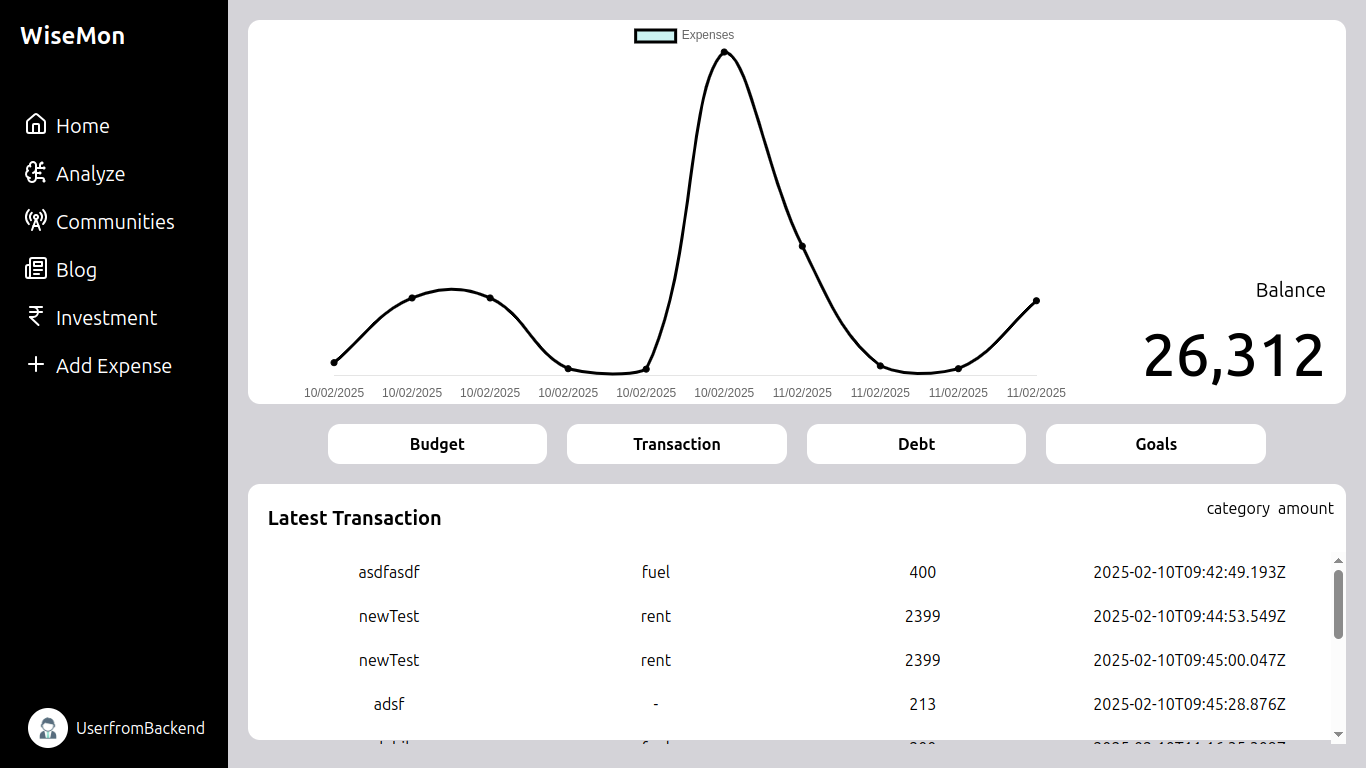 WiseMon
Home
Analyze
Communities
Blog
Investment
Add Expense
UserfromBackend
Expenses
10/02/2025 10/02/2025 10/02/2025 10/02/2025 10/02/2025 10/02/2025 11/02/2025 11/02/2025 11/02/2025 11/02/2025
Balance
26,312
Budget Transaction Debt Goals
Latest Transaction
category amount
asdfasdf fuel 400 2025-02-10T09:42:49.193Z
newTest rent 2399 2025-02-10T09:44:53.549Z
newTest rent 2399 2025-02-10T09:45:00.047Z
adsf - 213 2025-02-10T09:45:28.876Z